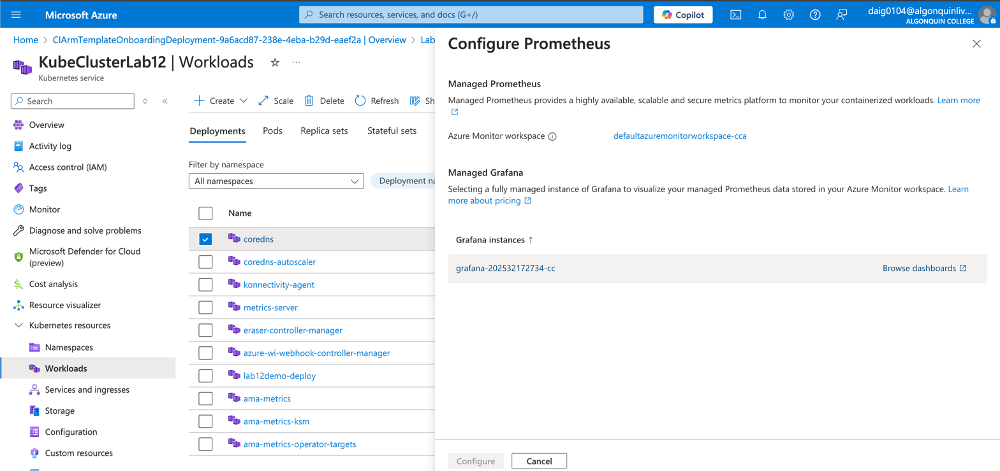 Microsoft Azure
Search resources, services, and docs (G+/)
Copilot
daig0104@algonquinliv...
ALGONQUIN COLLEGE
Home > CIArmTemplateOnboardingDeployment-9a6acd87-238e-4eba-b29d-eaef2a | Overview > Lab
KubeClusterLab12 | Workloads
Kubernetes service
Search
Overview
Activity log
Access control (IAM)
Tags
Monitor
Diagnose and solve problems
Microsoft Defender for Cloud
(preview)
Cost analysis
Resource visualizer
Kubernetes resources
Namespaces
Workloads
Services and ingresses
Storage
Configuration
Custom resources
Create
Scale
Delete
Refresh
Sh
Deployments
Pods
Replica sets
Stateful sets
Filter by namespace
All namespaces
Deployment na
Name
coredns
coredns-autoscaler
konnectivity-agent
metrics-server
eraser-controller-manager
azure-wi-webhook-controller-manager
lab12demo-deploy
ama-metrics
ama-metrics-ksm
ama-metrics-operator-targets
Configure Prometheus
Managed Prometheus
Managed Prometheus provides a highly available, scalable and secure metrics platform to monitor your containerized workloads. Learn more
Azure Monitor workspace
defaultazuremonitorworkspace-cca
Managed Grafana
Selecting a fully managed instance of Grafana to visualize your managed Prometheus data stored in your Azure Monitor workspace. Learn
more about pricing
Grafana instances ↑
grafana-202532172734-cc
Browse dashboards
Configure
Cancel